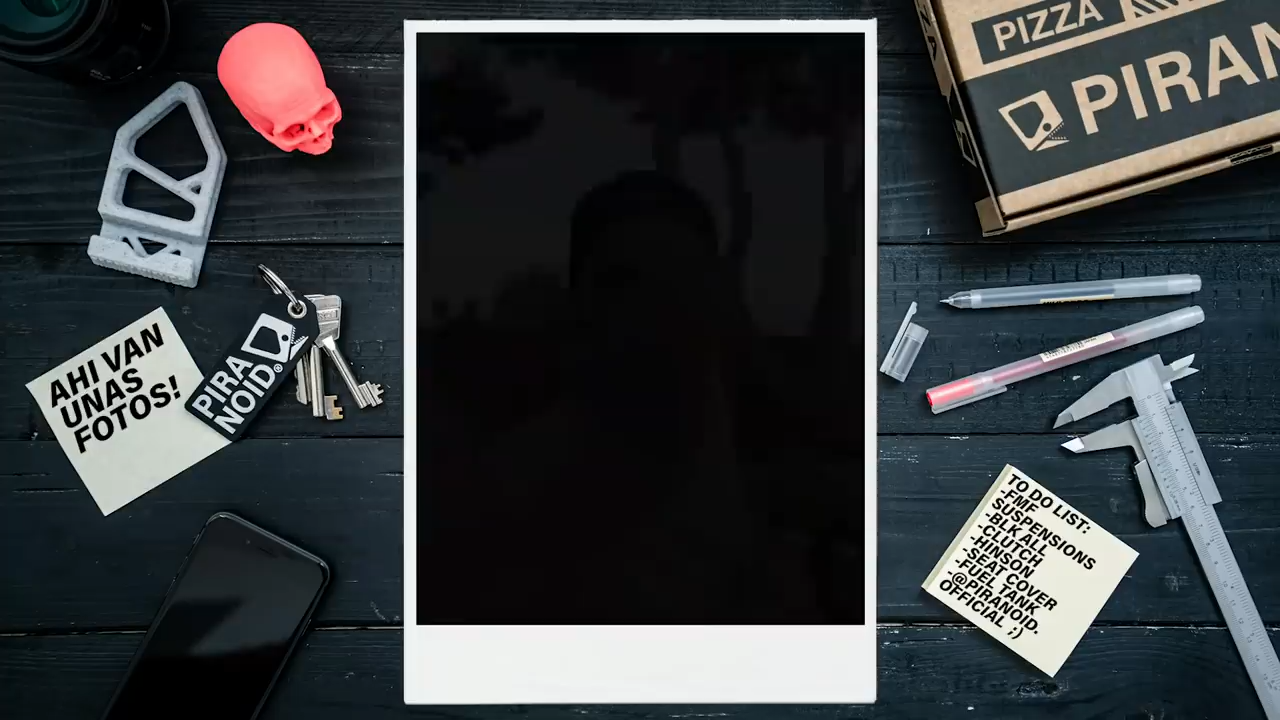 PIZZA
PIRAN
AHI VAN
UNAS
FOTOS!
PIRA
NOID®
TO DO LIST:
-FMF
SUSPENSIONS
-BLK ALL
-CLUTCH
-HINSON
-SEAT COVER
-FUEL TANK
-@PIRANOID.
OFFICIAL ;)